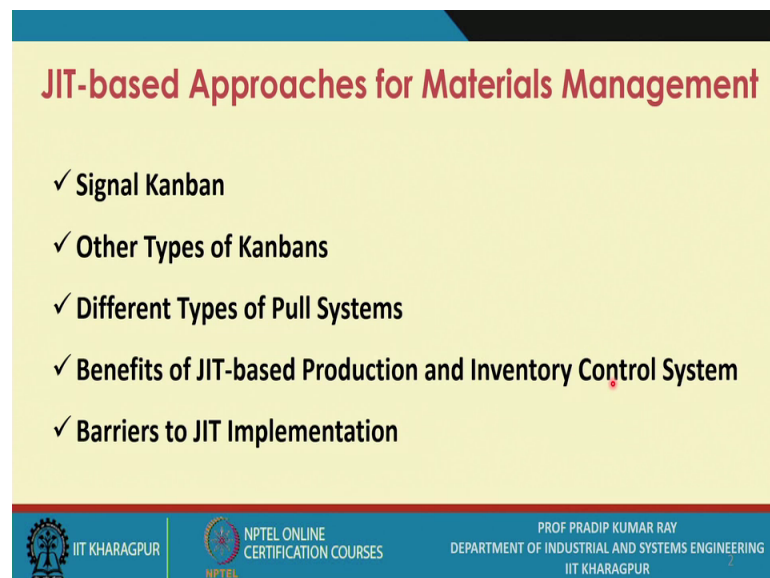 JIT-based Approaches for Materials Management
✓ Signal Kanban
✓ Other Types of Kanbans
✓ Different Types of Pull Systems
✓ Benefits of JIT-based Production and Inventory Control System
✓ Barriers to JIT Implementation
IIT KHARAGPUR
NPTEL
NPTEL ONLINE
CERTIFICATION COURSES
PROF PRADIP KUMAR RAY
DEPARTMENT OF INDUSTRIAL AND SYSTEMS ENGINEERING
IIT KHARAGPUR
2